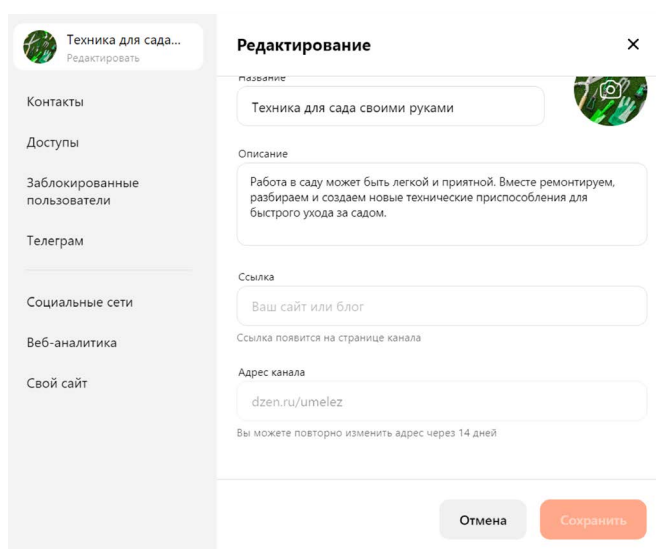 Техника для сада...
Редактировать
Контакты
Доступы
Заблокированные
пользователи
Телеграм
Социальные сети
Веб-аналитика
Свой сайт
Редактирование
Название
Техника для сада своими руками
Описание
Работа в саду может быть легкой и приятной. Вместе ремонтируем,
разбираем и создаем новые технические приспособления для
быстрого ухода за садом.
Ссылка
Ваш сайт или блог
Ссылка появится на странице канала
Адрес канала
dzen.ru/umelez
Вы можете повторно изменить адрес через 14 дней
Отмена
Сохранить